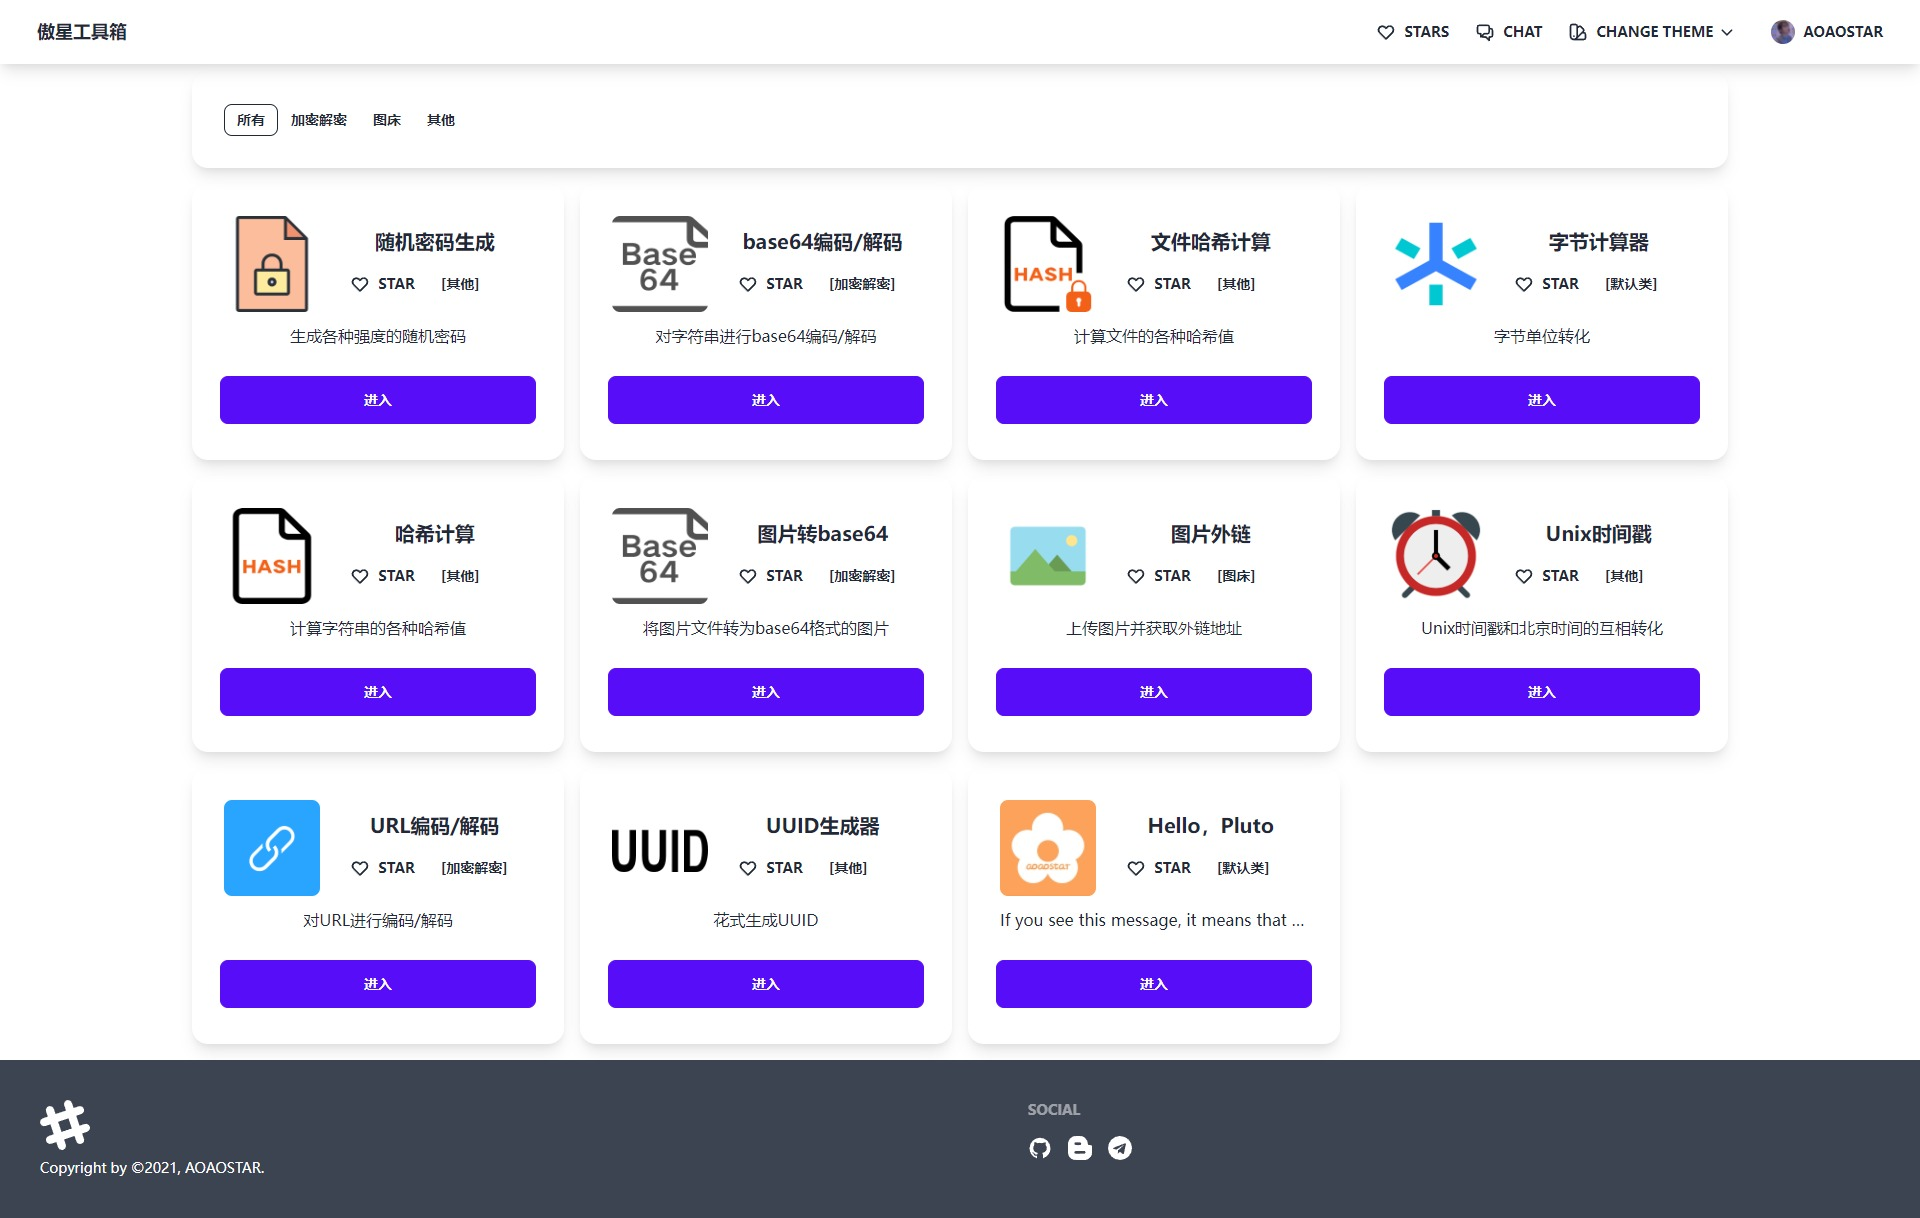 傲星工具箱
STARS CHAT CHANGE THEME AOAOSTAR
所有 加密解密 图床 其他
随机密码生成
STAR [其他]
生成各种强度的随机密码
进入
Base
64
base64编码/解码
STAR [加密解密]
对字符串进行base64编码/解码
进入
HASH
文件哈希计算
STAR [其他]
计算文件的各种哈希值
进入
字节计算器
STAR [默认类]
字节单位转化
进入
HASH
哈希计算
STAR [其他]
计算字符串的各种哈希值
进入
Base
64
图片转base64
STAR [加密解密]
将图片文件转为base64格式的图片
进入
图片外链
STAR [图床]
上传图片并获取外链地址
进入
Unix时间戳
STAR [其他]
Unix时间戳和北京时间的互相转化
进入
URL编码/解码
STAR [加密解密]
对URL进行编码/解码
进入
UUID
UUID生成器
STAR [其他]
花式生成UUID
进入
aoaostar
Hello，Pluto
STAR [默认类]
If you see this message, it means that ...
进入
SOCIAL
Copyright by ©2021, AOAOSTAR.